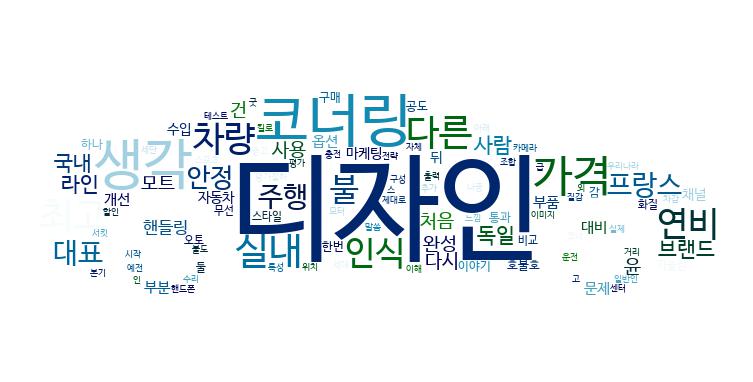 굿
구매
공도
테스트
건
옵션
코너링
수입
차량
킬로
다른
하나
사용
자체
사람
카메라
생각
충전
마케팅
전략
뒤
조합
국내
안정
평가
디자인
급
라인
모트
불
가격
프랑스
주행
출력
외
감
채널
개선
자동차
구성
부품
질감
화질
할인
무선
스
제대로
스타일
처음
통과
이미지
연비
핸들링
말씀
느낌
대비
실제
서킷
오토
실내
한번
인식
완성
독일
비교
브랜드
대표
시작
거리
본기
예전
둘
특성
위치
이해
다시
이야기
호불호
운전
윤
인
수리
고
일반인
부분
핸드폰
문제
센터